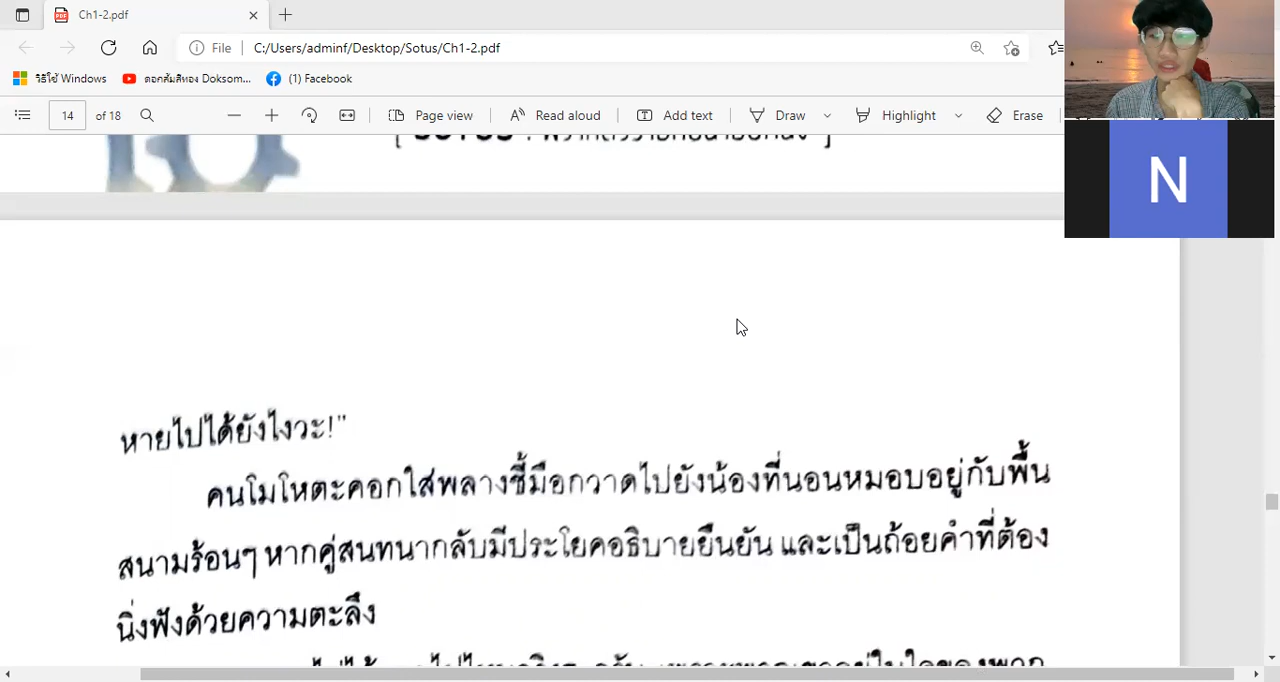 Ch1-2.pdf
File C:/Users/adminf/Desktop/Sotus/Ch1-2.pdf
วิธีใช้ Windows ดอกส้มสีทอง Doksom... (1) Facebook
14 of 18 Page view Read aloud Add text Draw Highlight Erase
N
หายไปได้ยังไงวะ!”
คนโมโหตะคอกใส่พลางชี้มือกวาดไปยังน้องที่นอนหมอบอยู่กับพื้น
สนามร้อนๆ หากคู่สนทนากลับมีประโยคอธิบายยืนยัน และเป็นถ้อยคำที่ต้อง
นิ่งฟังด้วยความตะลึง